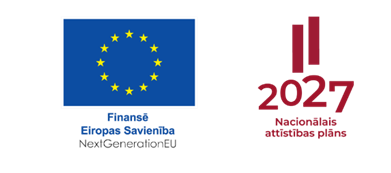 Finansē
Eiropas Savienība
NextGenerationEU
2027
Nacionālais
attīstības plāns